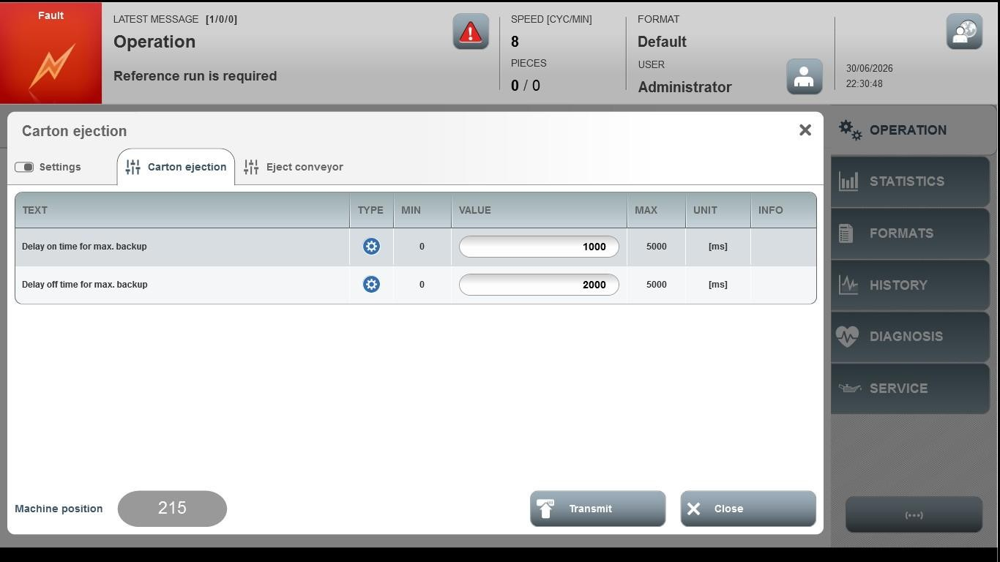 Fault
LATEST MESSAGE [1/0/0]
Operation
Reference run is required
SPEED [CYC/MIN]
8
PIECES
0 / 0
FORMAT
Default
USER
Administrator
30/06/2026
22:30:48
Carton ejection
Settings
Carton ejection
Eject conveyor
TEXT TYPE MIN VALUE MAX UNIT INFO
Delay on time for max. backup 0 1000 5000 [ms]
Delay off time for max. backup 0 2000 5000 [ms]
Machine position 215
Transmit
Close
OPERATION
STATISTICS
FORMATS
HISTORY
DIAGNOSIS
SERVICE
(•••)